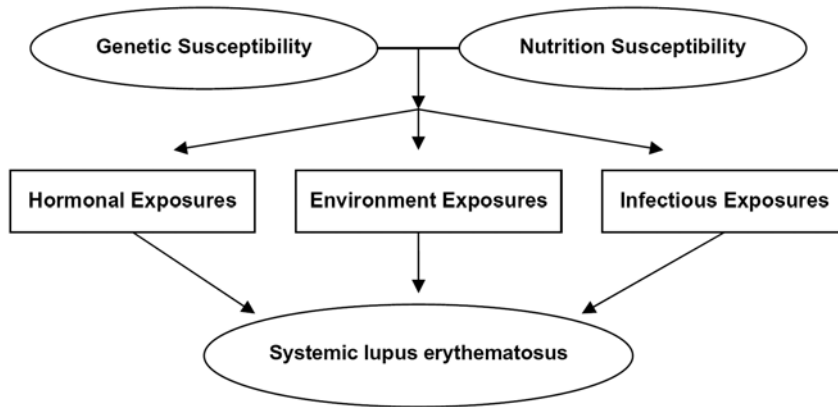 Genetic Susceptibility
Nutrition Susceptibility
Hormonal Exposures
Environment Exposures
Infectious Exposures
Systemic lupus erythematosus